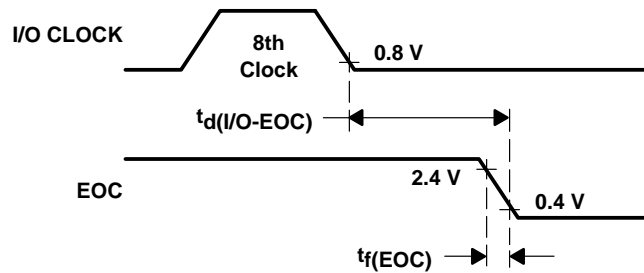 I/O CLOCK
8th
Clock
0.8 V
td(I/O-EOC)
EOC
2.4 V
0.4 V
tf(EOC)